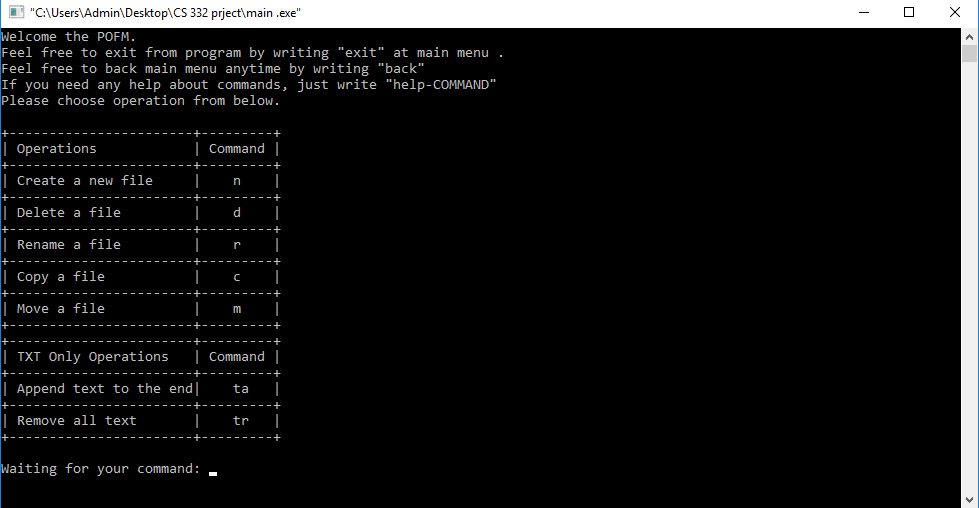 "C:\Users\Admin\Desktop\CS 332 prject\main .exe"
Welcome the POFM.
Feel free to exit from program by writing "exit" at main menu .
Feel free to back main menu anytime by writing "back"
If you need any help about commands, just write "help-COMMAND"
Please choose operation from below.
+-----------------------+---------+
| Operations            | Command |
+-----------------------+---------+
| Create a new file     |    n    |
+-----------------------+---------+
| Delete a file         |    d    |
+-----------------------+---------+
| Rename a file         |    r    |
+-----------------------+---------+
| Copy a file           |    c    |
+-----------------------+---------+
| Move a file           |    m    |
+-----------------------+---------+
+-----------------------+---------+
| TXT Only Operations   | Command |
+-----------------------+---------+
| Append text to the end|    ta   |
+-----------------------+---------+
| Remove all text       |    tr   |
+-----------------------+---------+
Waiting for your command: